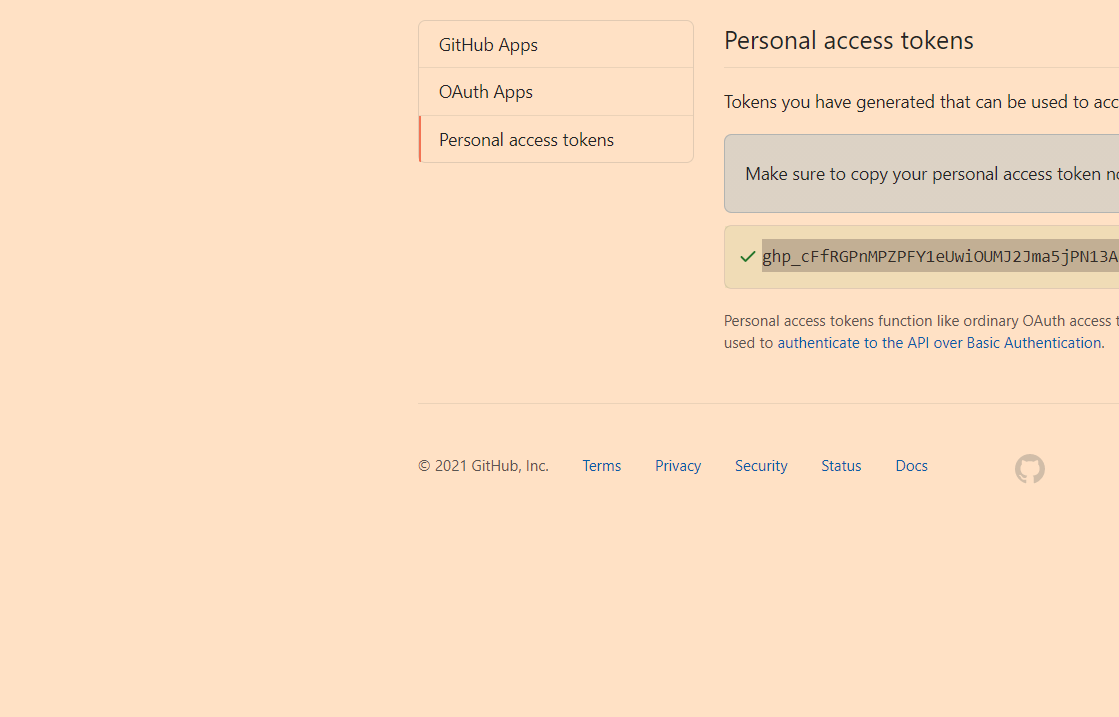 GitHub Apps
OAuth Apps
Personal access tokens
Personal access tokens
Tokens you have generated that can be used to acc
Make sure to copy your personal access token no
ghp_cFfRGPnMPZPFY1eUwiOUMJ2Jma5jPN13A
Personal access tokens function like ordinary OAuth access t
used to authenticate to the API over Basic Authentication.
© 2021 GitHub, Inc. Terms Privacy Security Status Docs